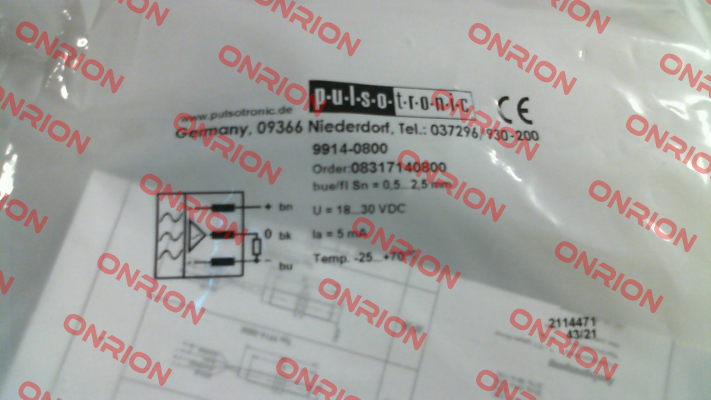 p·u·l·s·o·t·r·o·n·i·c CE
www.pulsotronic.de
Germany, 09366 Niederdorf, Tel.: 037296/930-200
9914-0800
Order:08317140800
bue/fl Sn = 0,5...2,5 mm
+ bn
U = 18...30 VDC
0 bk
Ia = 5 mA
- bu
Temp. -25...+70°
2114471
43/21
ONRION